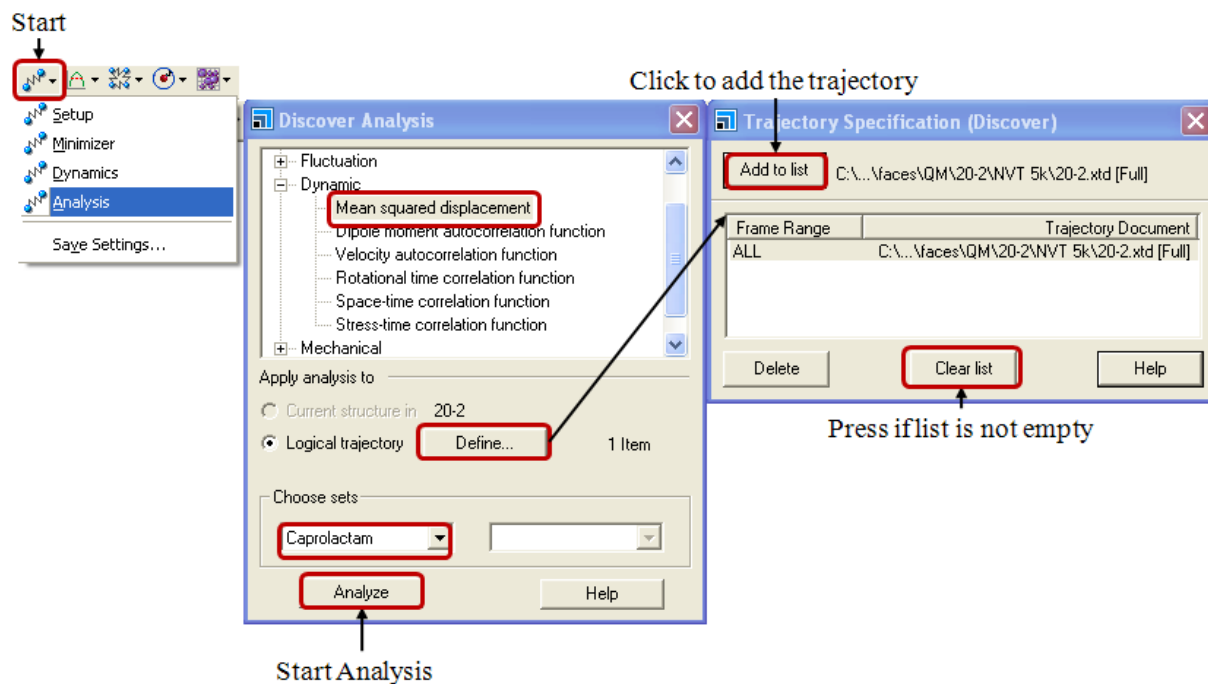 Start
Setup
Minimizer
Dynamics
Analysis
Save Settings...
Discover Analysis
Fluctuation
Dynamic
Mean squared displacement
Dipole moment autocorrelation function
Velocity autocorrelation function
Rotational time correlation function
Space-time correlation function
Stress-time correlation function
Mechanical
Apply analysis to
Current structure in 20-2
Logical trajectory Define... 1 Item
Choose sets
Caprolactam
Analyze Help
Start Analysis
Click to add the trajectory
Trajectory Specification (Discover)
Add to list C:\...\faces\QM\20-2\NVT 5k\20-2.xtd [Full]
Frame Range Trajectory Document
ALL C:\...\faces\QM\20-2\NVT 5k\20-2.xtd [Full]
Delete Clear list Help
Press if list is not empty